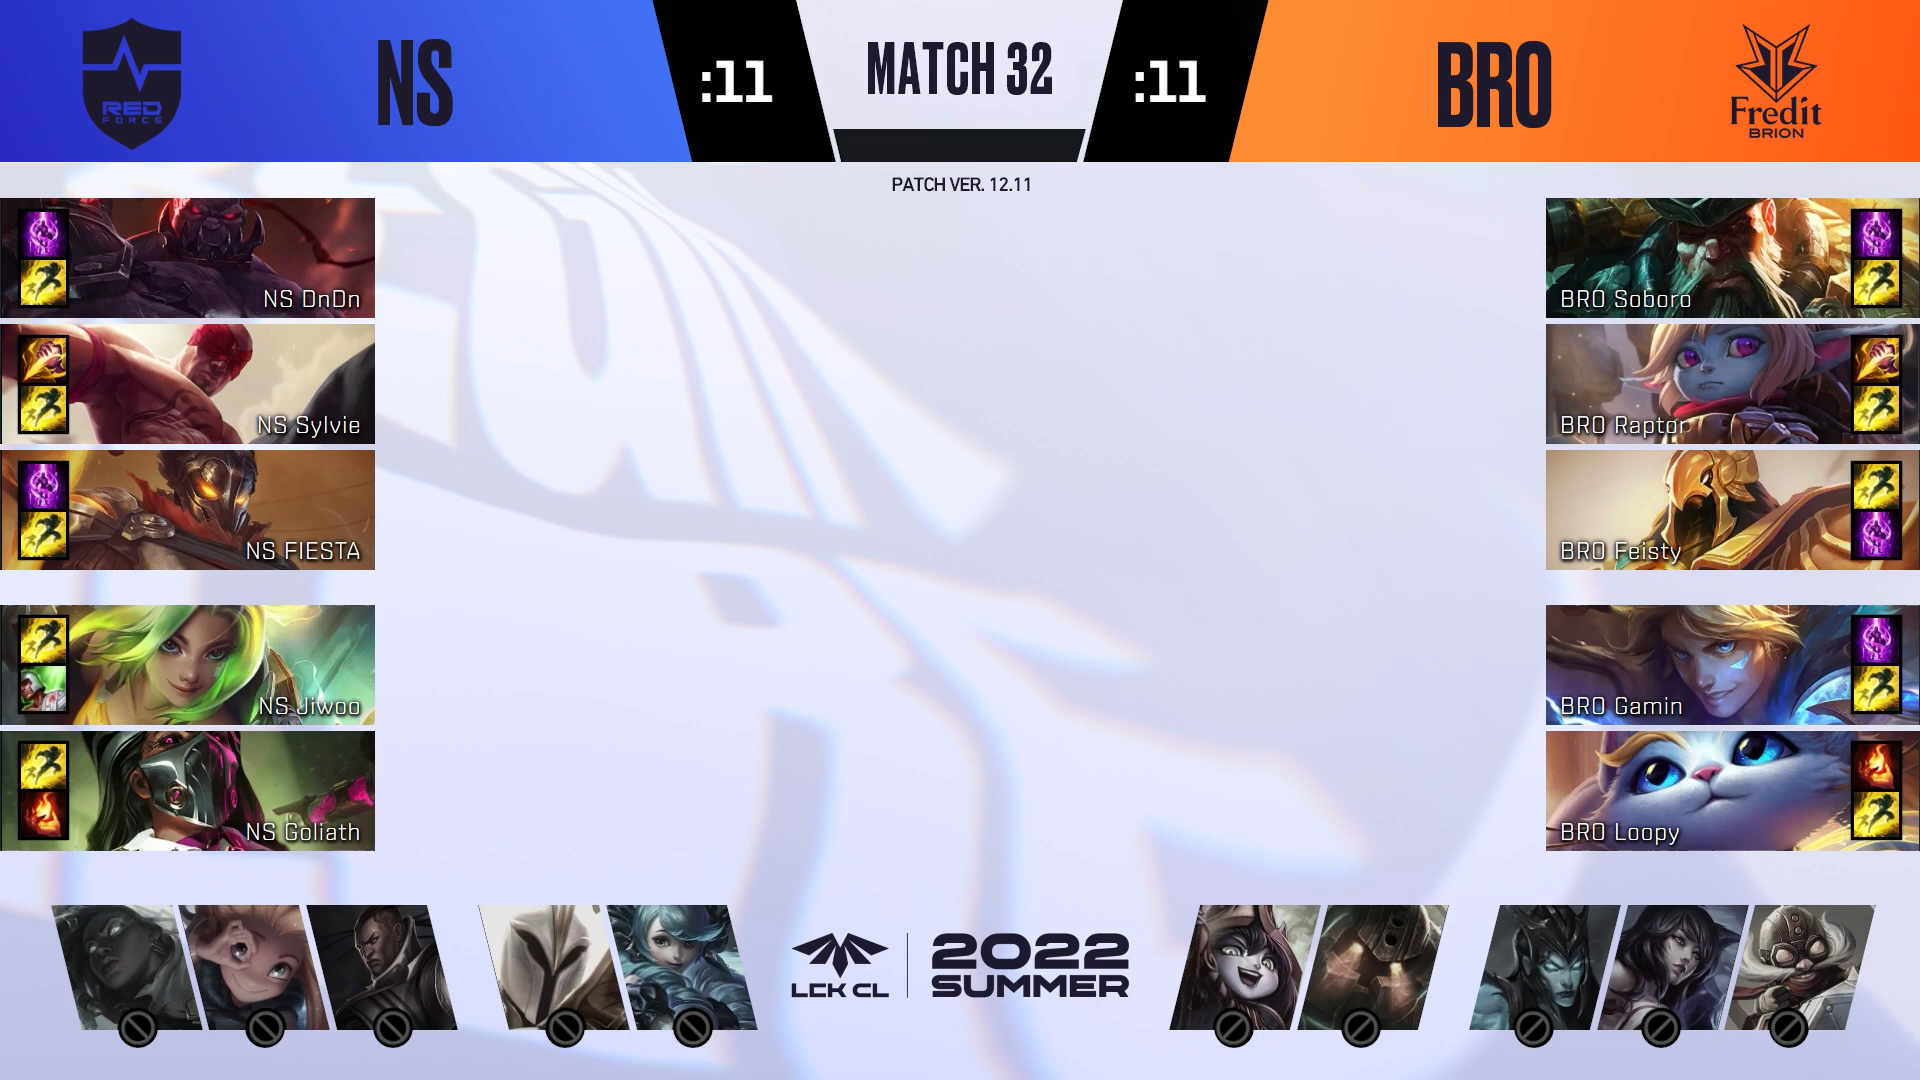 RED
FORCE
NS
:11
MATCH 32
:11
BRO
Fredit
BRION
PATCH VER. 12.11
NS DnDn
BRO Soboro
NS Sylvie
BRO Raptor
NS FIESTA
BRO Feisty
NS Jiwoo
BRO Gamin
NS Goliath
BRO Loopy
LCK CL
2022
SUMMER